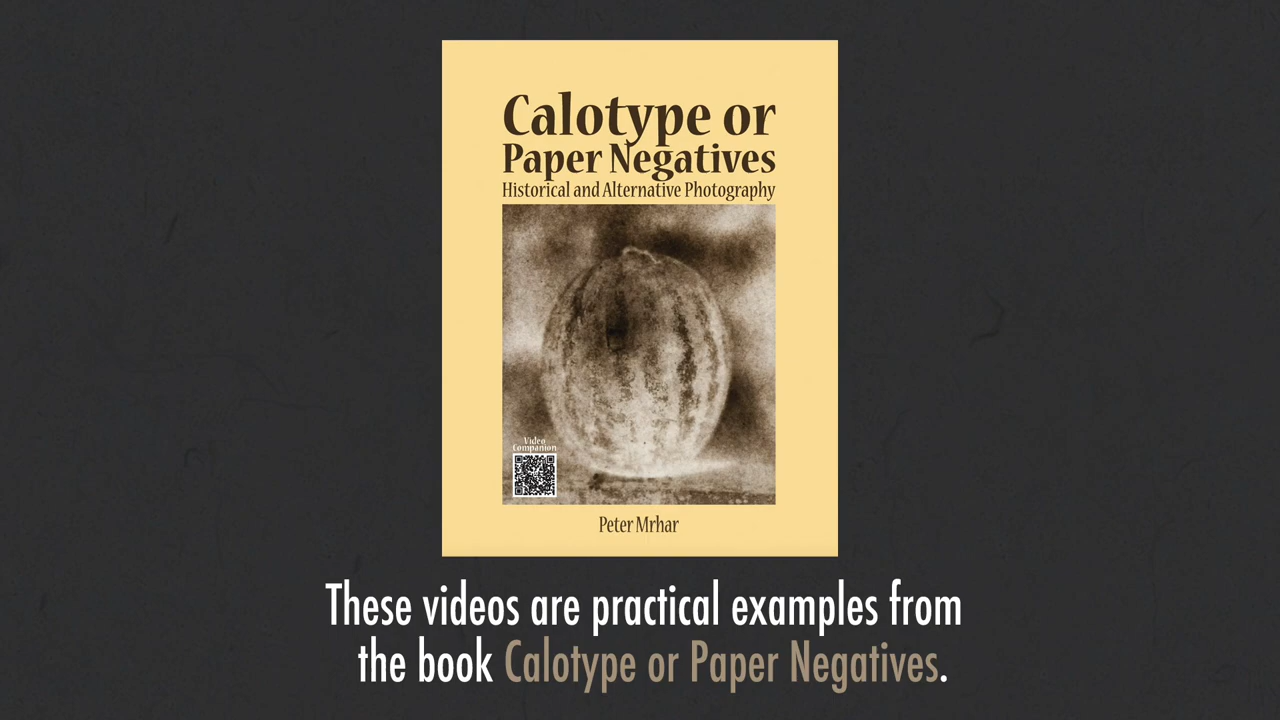 Calotype or
Paper Negatives
Historical and Alternative Photography
Video
Companion
Peter Mrhar
These videos are practical examples from
the book Calotype or Paper Negatives.